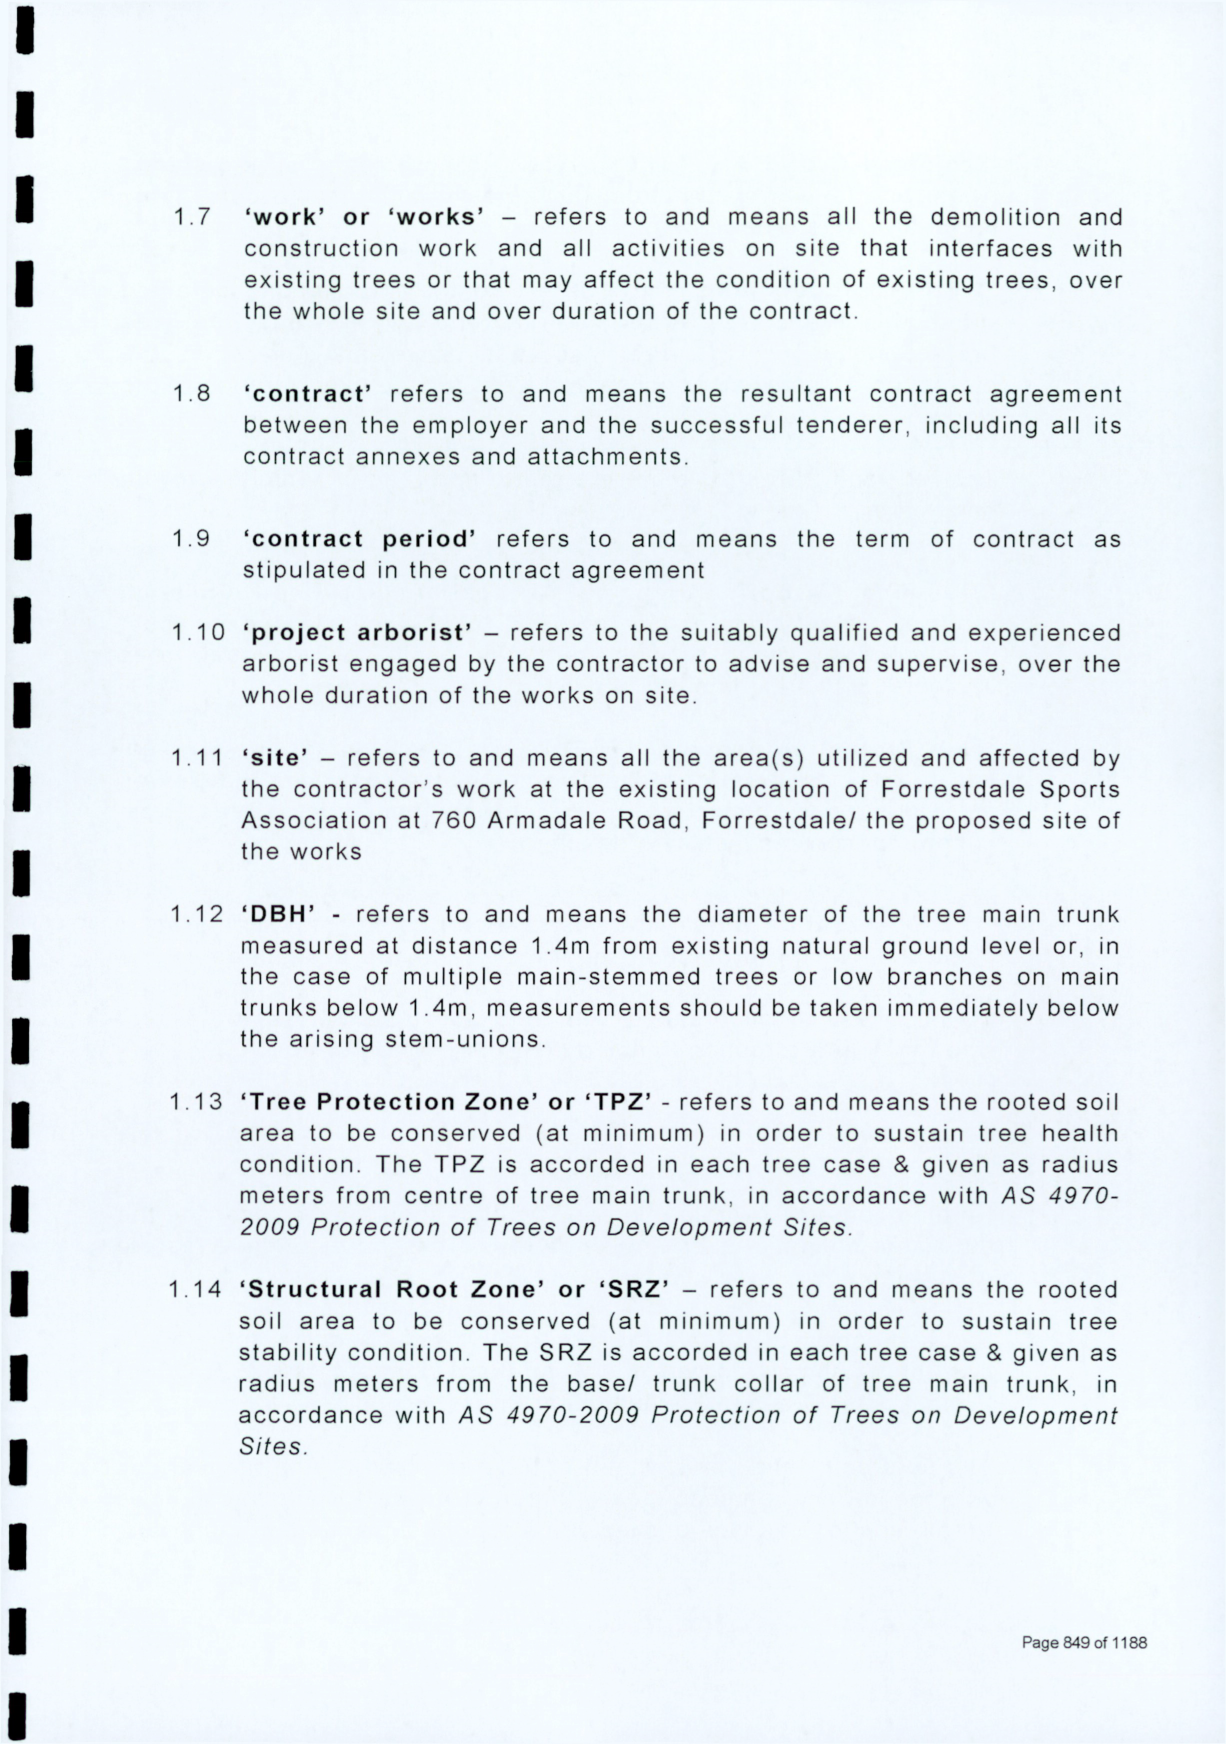 1.7 ‘work’ or ‘works’ – refers to and means all the demolition and
construction work and all activities on site that interfaces with
existing trees or that may affect the condition of existing trees, over
the whole site and over duration of the contract.
1.8 ‘contract’ refers to and means the resultant contract agreement
between the employer and the successful tenderer, including all its
contract annexes and attachments.
1.9 ‘contract period’ refers to and means the term of contract as
stipulated in the contract agreement
1.10 ‘project arborist’ – refers to the suitably qualified and experienced
arborist engaged by the contractor to advise and supervise, over the
whole duration of the works on site.
1.11 ‘site’ – refers to and means all the area(s) utilized and affected by
the contractor’s work at the existing location of Forrestdale Sports
Association at 760 Armadale Road, Forrestdale/ the proposed site of
the works
1.12 ‘DBH’ - refers to and means the diameter of the tree main trunk
measured at distance 1.4m from existing natural ground level or, in
the case of multiple main-stemmed trees or low branches on main
trunks below 1.4m, measurements should be taken immediately below
the arising stem-unions.
1.13 ‘Tree Protection Zone’ or ‘TPZ’ - refers to and means the rooted soil
area to be conserved (at minimum) in order to sustain tree health
condition. The TPZ is accorded in each tree case & given as radius
meters from centre of tree main trunk, in accordance with AS 4970-
2009 Protection of Trees on Development Sites.
1.14 ‘Structural Root Zone’ or ‘SRZ’ – refers to and means the rooted
soil area to be conserved (at minimum) in order to sustain tree
stability condition. The SRZ is accorded in each tree case & given as
radius meters from the base/ trunk collar of tree main trunk, in
accordance with AS 4970-2009 Protection of Trees on Development
Sites.
Page 849 of 1188